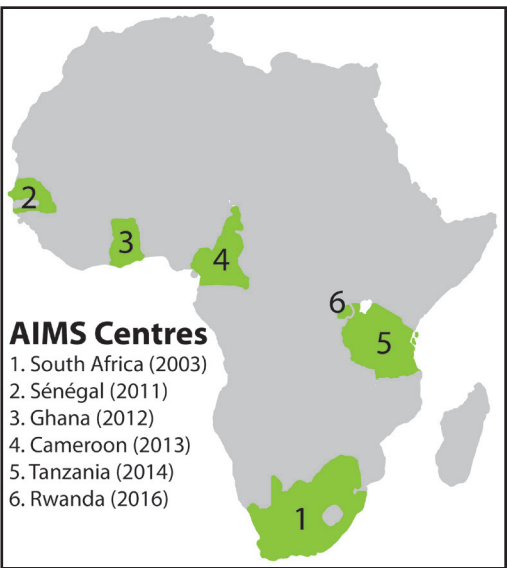 2
3
4
6
5
AIMS Centres
1. South Africa (2003)
2. Sénégal (2011)
3. Ghana (2012)
4. Cameroon (2013)
5. Tanzania (2014)
6. Rwanda (2016)
1